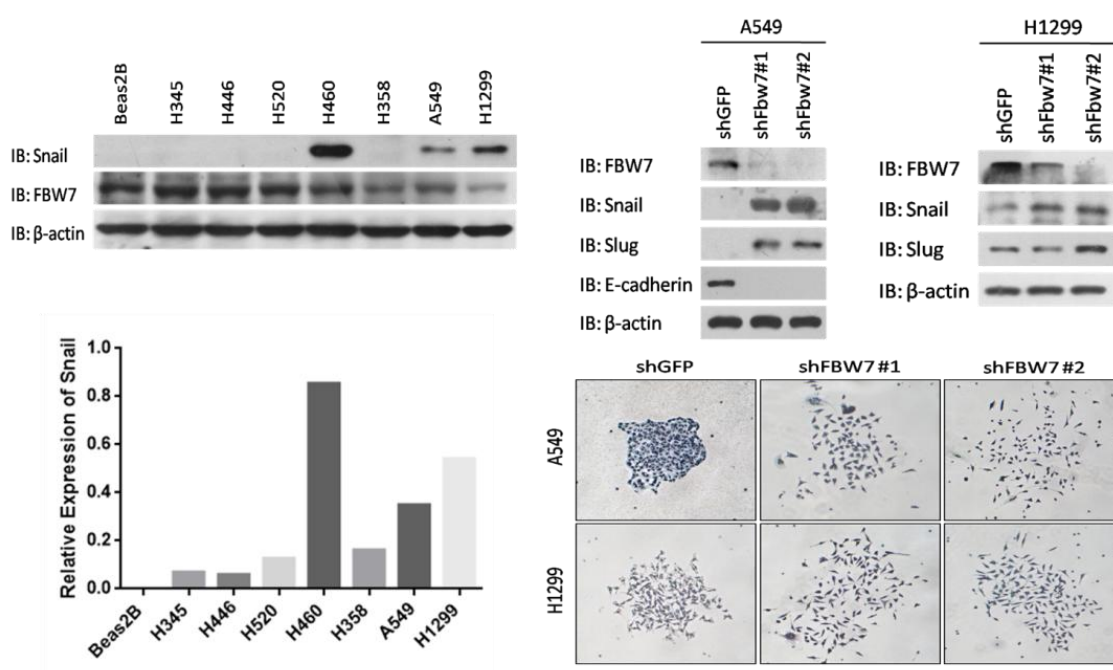 Beas2B H345 H446 H520 H460 H358 A549 H1299
IB: Snail
IB: FBW7
IB: β-actin
Relative Expression of Snail
1.0
0.8
0.6
0.4
0.2
0.0
Beas2B H345 H446 H520 H460 H358 A549 H1299
A549
shGFP shFbw7#1 shFbw7#2
IB: FBW7
IB: Snail
IB: Slug
IB: E-cadherin
IB: β-actin
H1299
shGFP shFbw7#1 shFbw7#2
IB: FBW7
IB: Snail
IB: Slug
IB: β-actin
shGFP shFBW7 #1 shFBW7 #2
A549
H1299